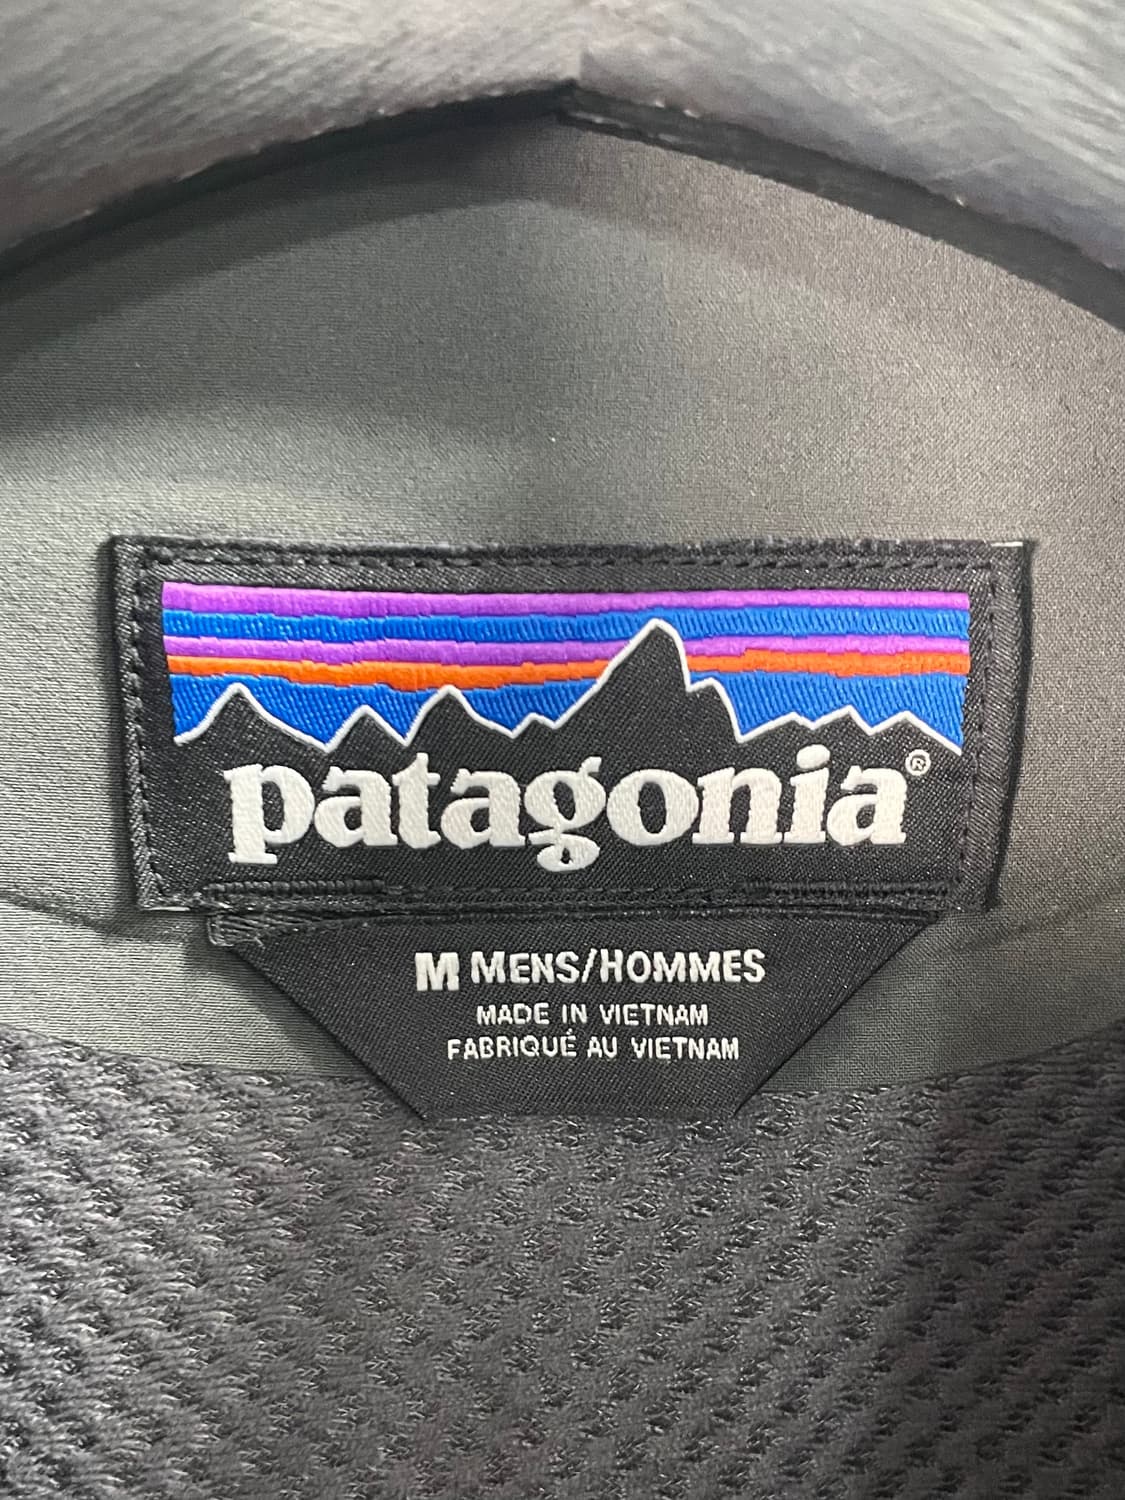 patagonia®
M MENS/HOMMES
MADE IN VIETNAM
FABRIQUÉ AU VIETNAM